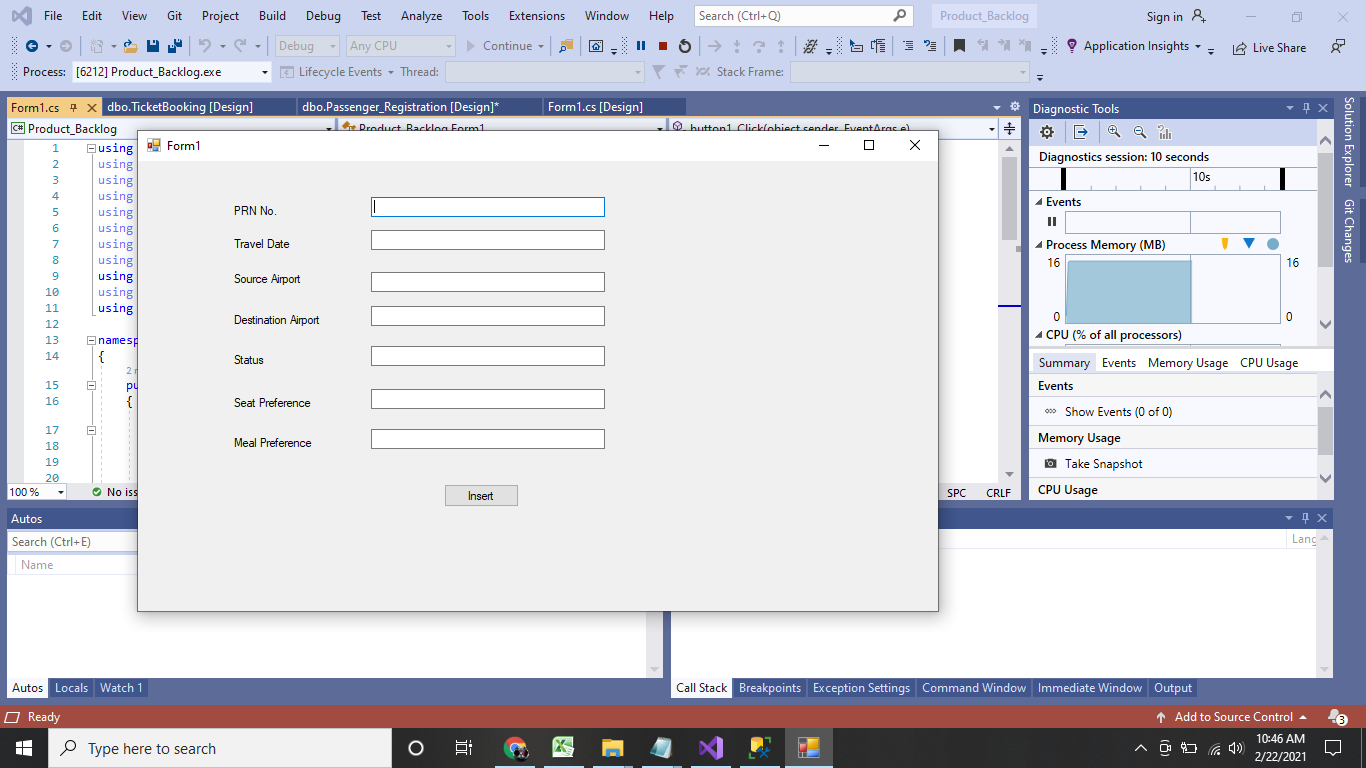 File Edit View Git Project Build Debug Test Analyze Tools Extensions Window Help Search (Ctrl+Q) Product_Backlog Sign in
Debug Any CPU Continue Application Insights Live Share
Process: [6212] Product_Backlog.exe Lifecycle Events Thread: Stack Frame:
Form1.cs dbo.TicketBooking [Design] dbo.Passenger_Registration [Design]* Form1.cs [Design]
C# Product_Backlog Product_Backlog.Form1 button1_Click(object sender, EventArgs e)
1 using
2 using
3 using
4 using
5 using
6 using
7 using
8 using
9 using
10 using
11 using
12
13 namesp
14 {
15 pu
16 {
17
18
19
20
100 % No iss SPC CRLF
Form1
PRN No.
Travel Date
Source Airport
Destination Airport
Status
Seat Preference
Meal Preference
Insert
Diagnostic Tools
Diagnostics session: 10 seconds
10s
Events
Process Memory (MB)
16 16
0 0
CPU (% of all processors)
Summary Events Memory Usage CPU Usage
Events
Show Events (0 of 0)
Memory Usage
Take Snapshot
CPU Usage
Solution Explorer
Git Changes
Autos
Search (Ctrl+E)
Name
Lang
Autos Locals Watch 1
Call Stack Breakpoints Exception Settings Command Window Immediate Window Output
Ready Add to Source Control 3
Type here to search
10:46 AM
2/22/2021